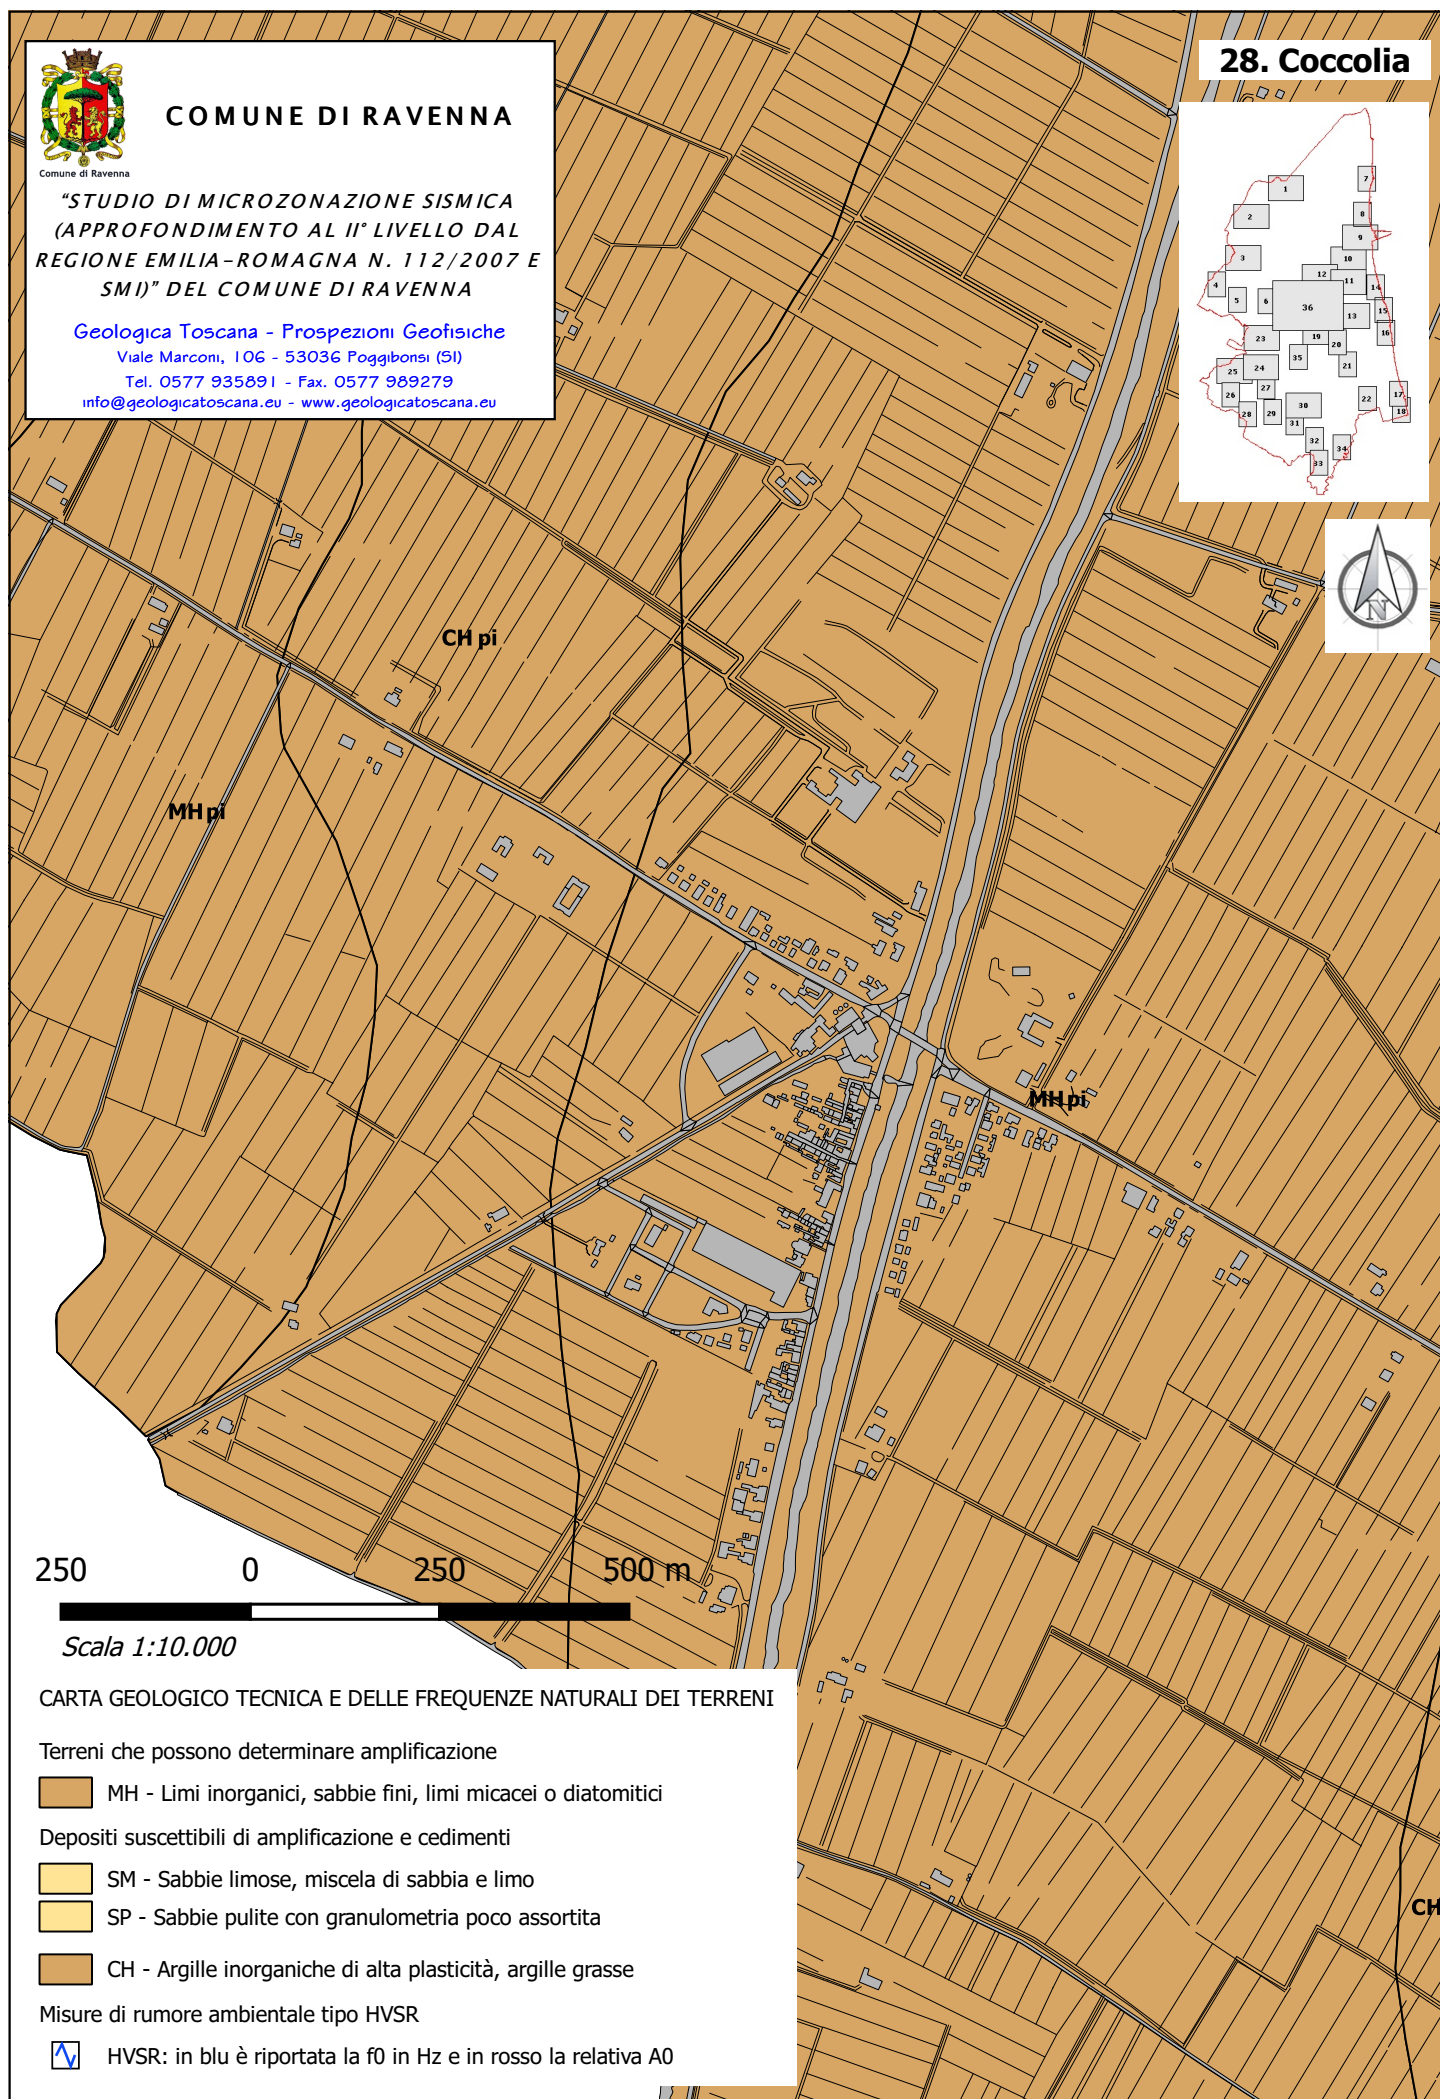 28. Coccolia
Comune di Ravenna
COMUNE DI RAVENNA
"STUDIO DI MICROZONAZIONE SISMICA
(APPROFONDIMENTO AL II° LIVELLO DAL
REGIONE EMILIA-ROMAGNA N. 112/2007 E
SMI)" DEL COMUNE DI RAVENNA
Geologica Toscana - Prospezioni Geofisiche
Viale Marconi, 106 - 53036 Poggibonsi (SI)
Tel. 0577 935891 - Fax. 0577 989279
info@geologicatoscana.eu - www.geologicatoscana.eu
1
7
2
8
9
3
10
12
11
4
14
5
6
36
15
13
16
23
19
20
35
21
25
24
27
26
17
22
30
28
29
18
31
32
34
33
N
CH pi
MH pi
MH pi
CH
250 0 250 500 m
Scala 1:10.000
CARTA GEOLOGICO TECNICA E DELLE FREQUENZE NATURALI DEI TERRENI
Terreni che possono determinare amplificazione
MH - Limi inorganici, sabbie fini, limi micacei o diatomitici
Depositi suscettibili di amplificazione e cedimenti
SM - Sabbie limose, miscela di sabbia e limo
SP - Sabbie pulite con granulometria poco assortita
CH - Argille inorganiche di alta plasticità, argille grasse
Misure di rumore ambientale tipo HVSR
HVSR: in blu è riportata la f0 in Hz e in rosso la relativa A0